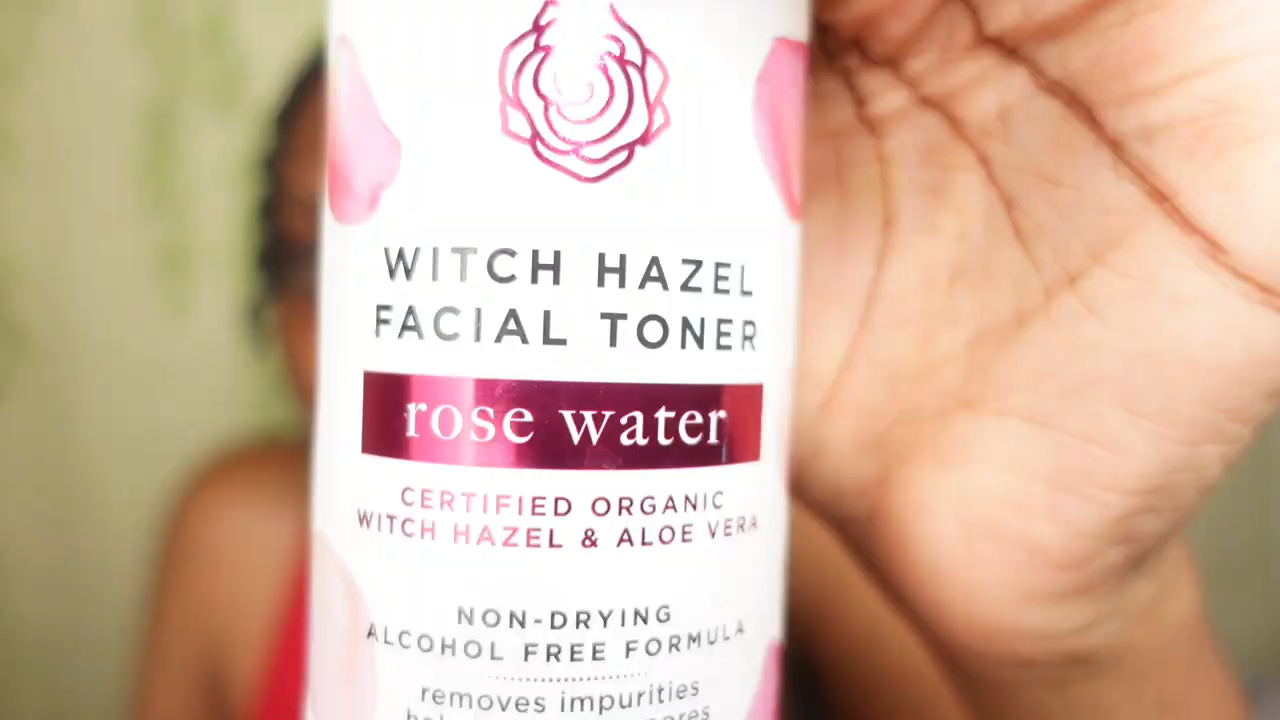 WITCH HAZEL
FACIAL TONER
rose water
CERTIFIED ORGANIC
WITCH HAZEL & ALOE VERA
NON-DRYING
ALCOHOL FREE FORMULA
removes impurities